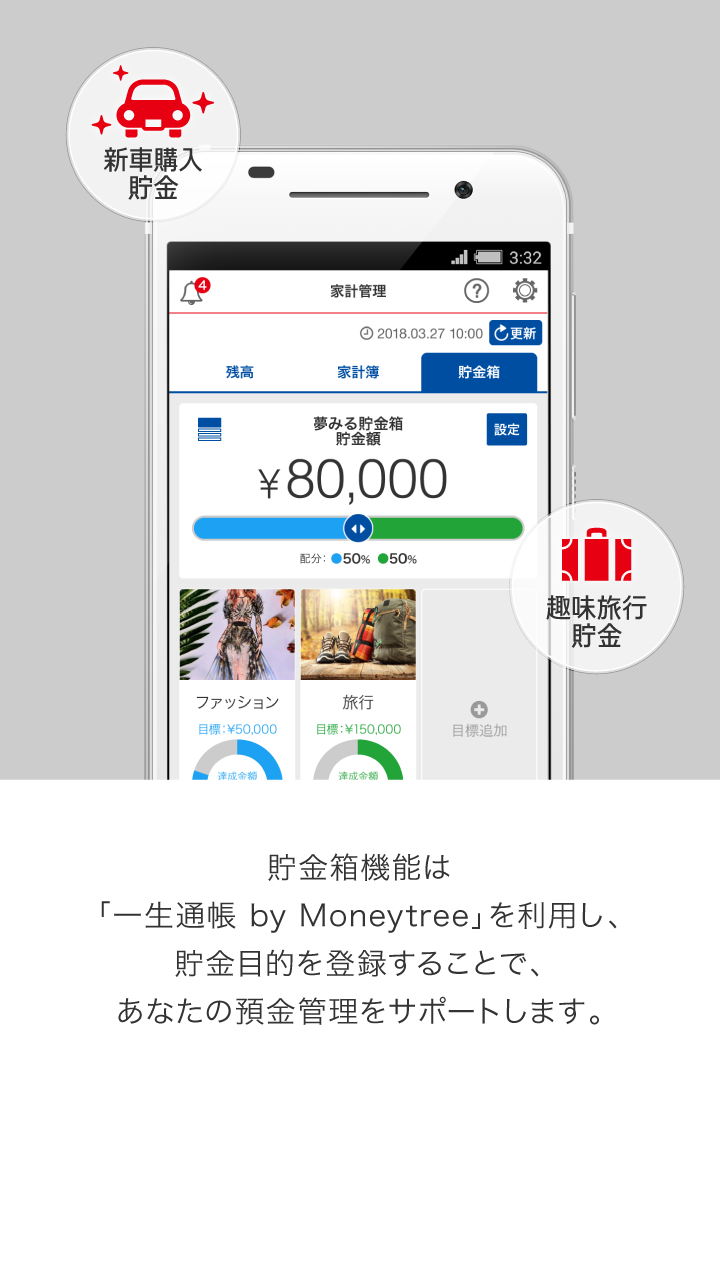 新車購入
貯金
3:32
4
家計管理
?
2018.03.27 10:00 更新
残高 家計簿 貯金箱
夢みる貯金箱
貯金額
設定
¥80,000
配分: 50% 50%
趣味旅行
貯金
ファッション
目標:¥50,000
達成金額
旅行
目標:¥150,000
達成金額
目標追加
貯金箱機能は
「一生通帳 by Moneytree」を利用し、
貯金目的を登録することで、
あなたの預金管理をサポートします。